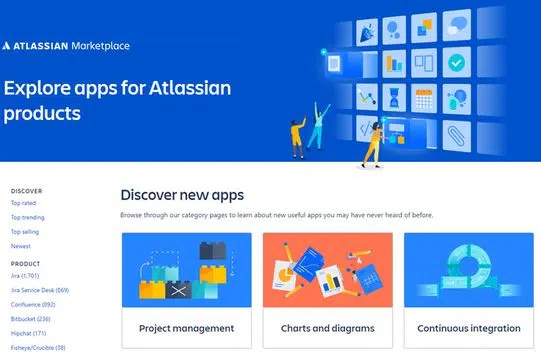 ATLASSIAN Marketplace
Explore apps for Atlassian
products
DISCOVER
Top rated
Top trending
Top selling
Newest
PRODUCT
Jira (1,701)
Jira Service Desk (869)
Confluence (892)
Bitbucket (236)
Hipchat (171)
Fisheye/Crucible (58)
Discover new apps
Browse through our category pages to learn about new useful apps you may have never heard of before.
Project management
Charts and diagrams
Continuous integration